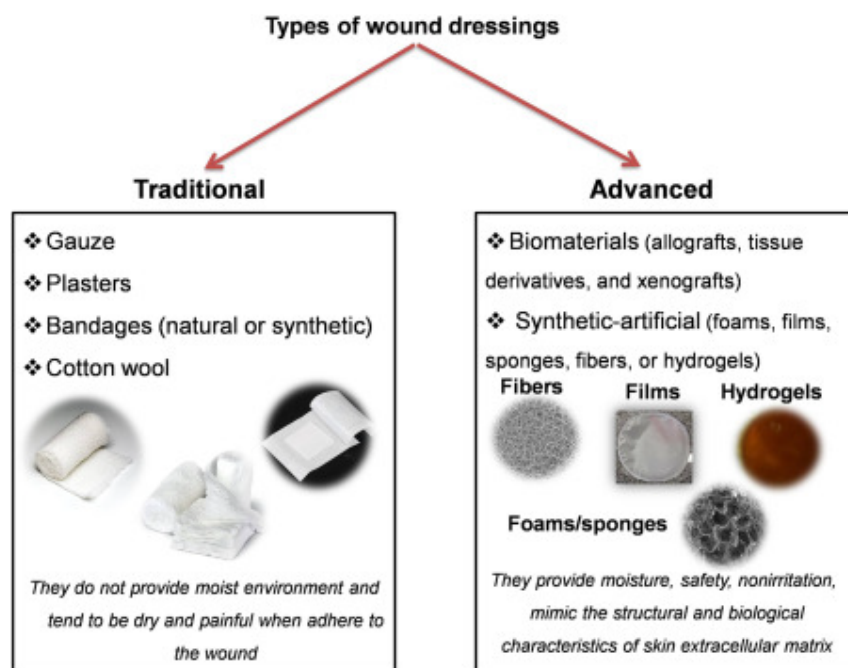 Types of wound dressings
Traditional
❖ Gauze
❖ Plasters
❖ Bandages (natural or synthetic)
❖ Cotton wool
They do not provide moist environment and
tend to be dry and painful when adhere to
the wound
Advanced
❖ Biomaterials (allografts, tissue
derivatives, and xenografts)
❖ Synthetic-artificial (foams, films,
sponges, fibers, or hydrogels)
Fibers
Films
Hydrogels
Foams/sponges
They provide moisture, safety, nonirritation,
mimic the structural and biological
characteristics of skin extracellular matrix